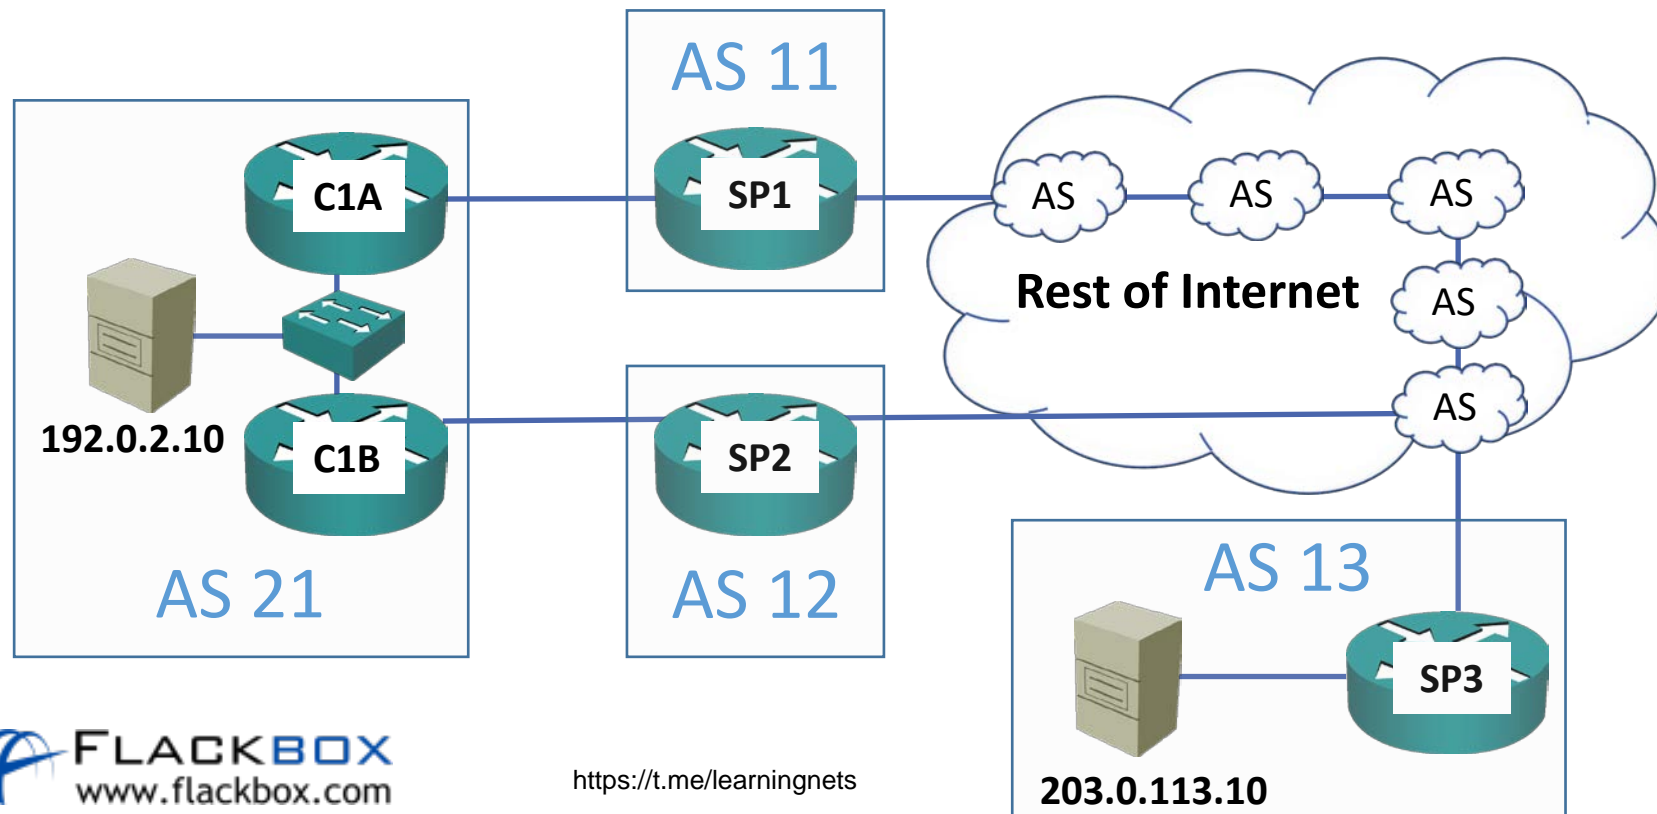 AS 11
C1A
SP1
AS
AS
AS
Rest of Internet
AS
AS
192.0.2.10
C1B
SP2
AS 21
AS 12
AS 13
SP3
FLACKBOX
www.flackbox.com
https://t.me/learningnets
203.0.113.10